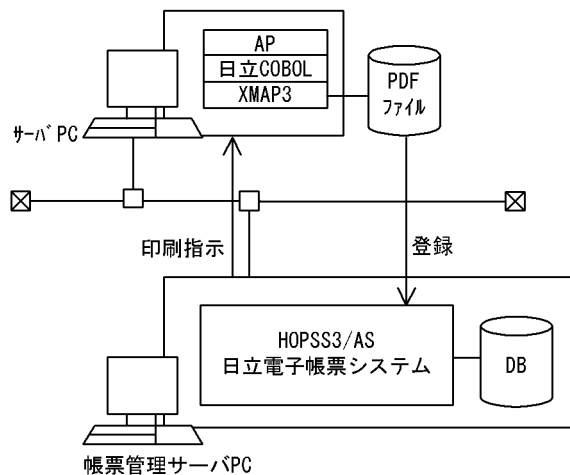 AP
日立COBOL
XMAP3
PDF
ファイル
サーバPC
印刷指示
登録
HOPSS3/AS
日立電子帳票システム
DB
帳票管理サーバPC